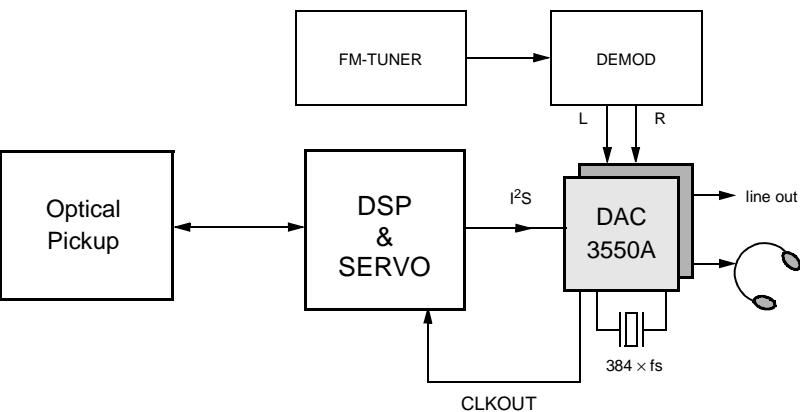 FM-TUNER
DEMOD
L
R
Optical
Pickup
DSP
&
SERVO
I²S
DAC
3550A
line out
384 × fs
CLKOUT